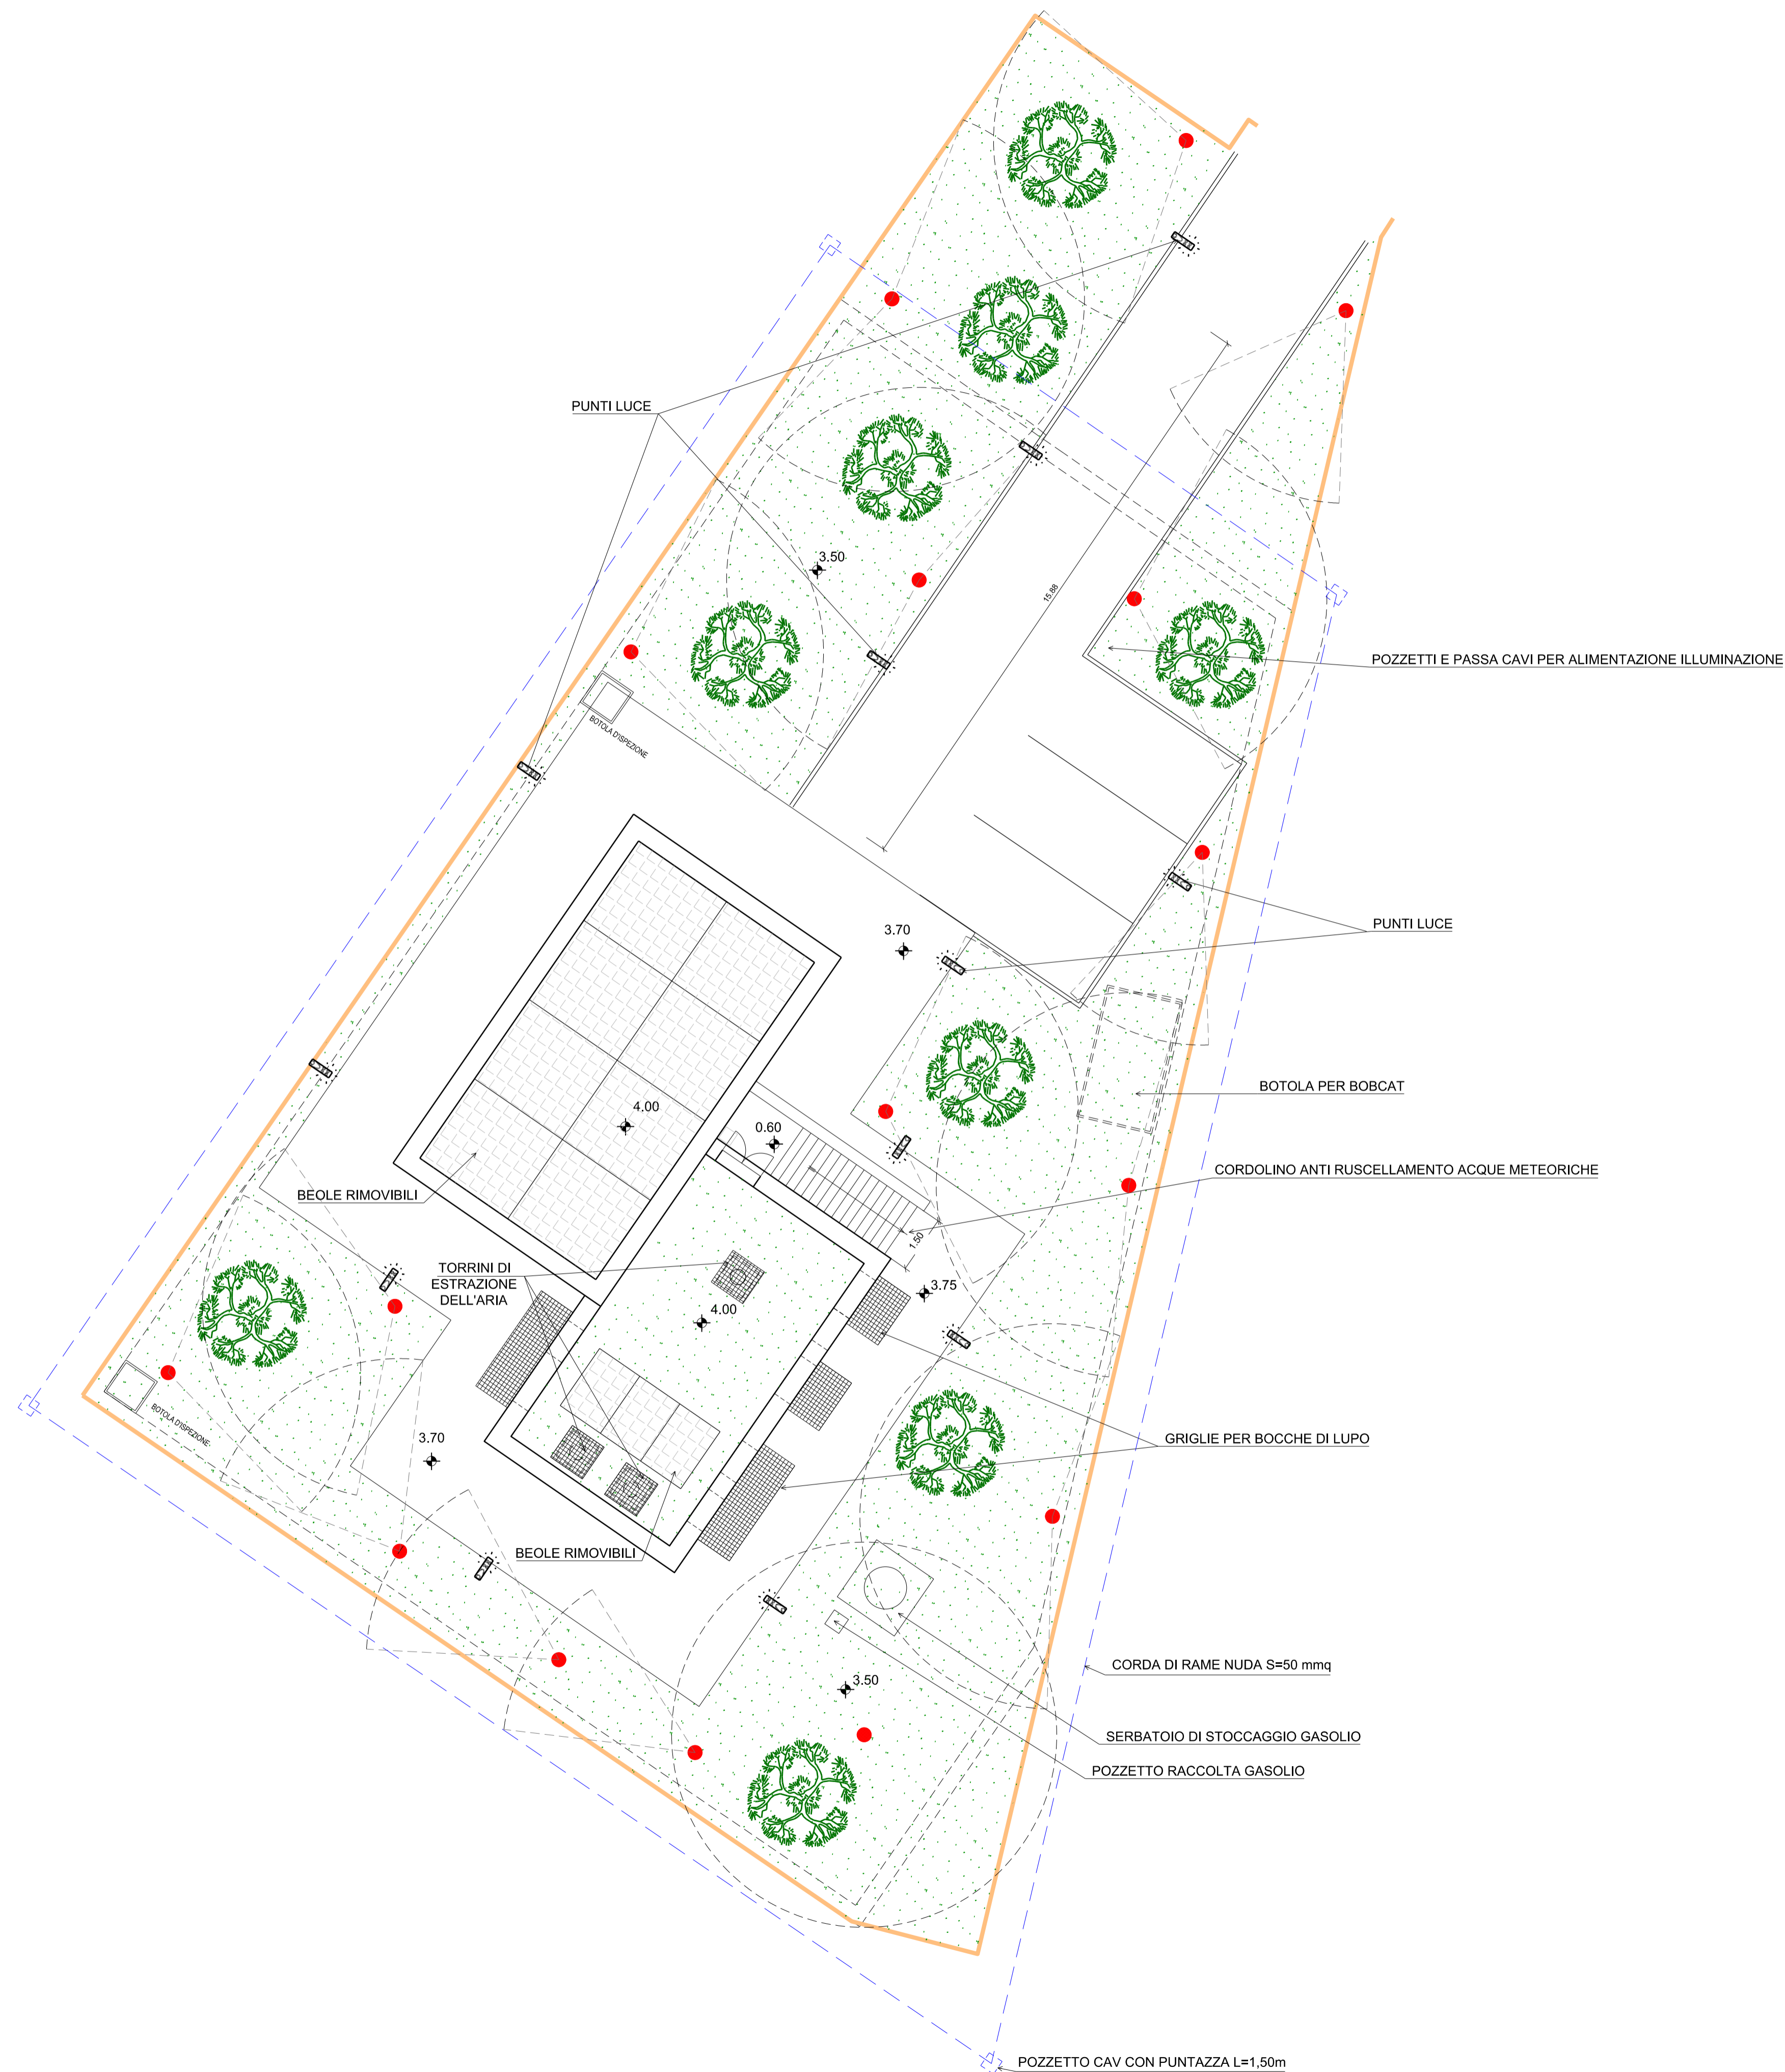 PUNTI LUCE
3.50
15.88
POZZETTI E PASSA CAVI PER ALIMENTAZIONE ILLUMINAZIONE
BOTOLA D'ISPEZIONE
3.70
PUNTI LUCE
4.00
0.60
BOTOLA PER BOBCAT
CORDOLINO ANTI RUSCELLAMENTO ACQUE METEORICHE
BEOLE RIMOVIBILI
1.50
TORRINI DI
ESTRAZIONE
DELL'ARIA
3.75
4.00
BOTOLA D'ISPEZIONE
3.70
GRIGLIE PER BOCCHE DI LUPO
BEOLE RIMOVIBILI
CORDA DI RAME NUDA S=50 mmq
3.50
SERBATOIO DI STOCCAGGIO GASOLIO
POZZETTO RACCOLTA GASOLIO
POZZETTO CAV CON PUNTAZZA L=1,50m